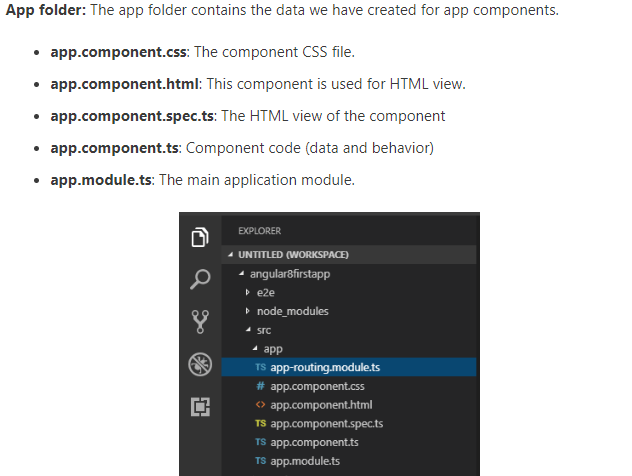 App folder: The app folder contains the data we have created for app components.
• app.component.css: The component CSS file.
• app.component.html: This component is used for HTML view.
• app.component.spec.ts: The HTML view of the component
• app.component.ts: Component code (data and behavior)
• app.module.ts: The main application module.
EXPLORER
UNTITLED (WORKSPACE)
angular8firstapp
e2e
node_modules
src
app
TS app-routing.module.ts
# app.component.css
<> app.component.html
TS app.component.spec.ts
TS app.component.ts
TS app.module.ts